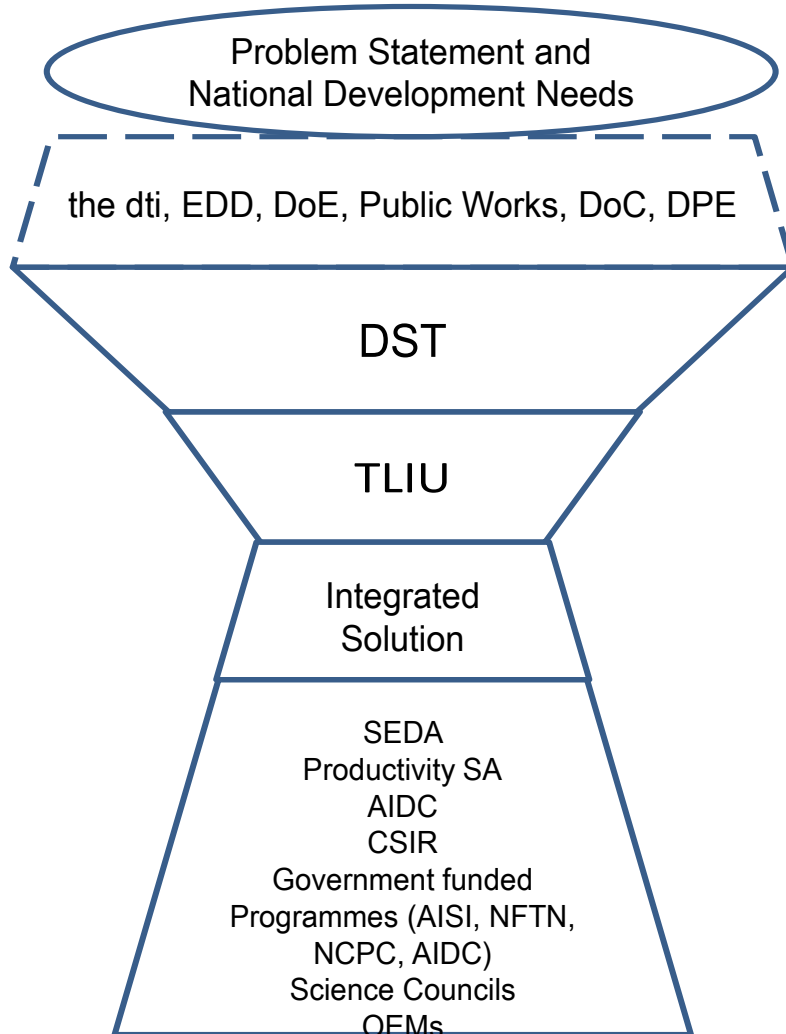 Problem Statement and
National Development Needs
the dti, EDD, DoE, Public Works, DoC, DPE
DST
TLIU
Integrated
Solution
SEDA
Productivity SA
AIDC
CSIR
Government funded
Programmes (AISI, NFTN,
NCPC, AIDC)
Science Councils
OEMs